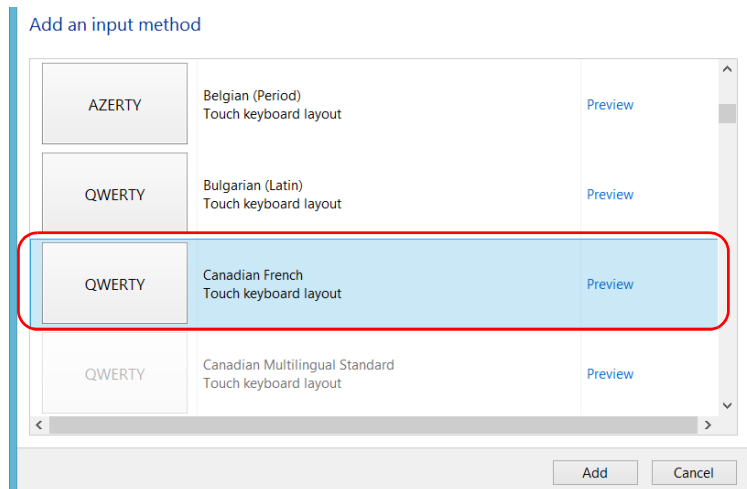 Add an input method
AZERTY
Belgian (Period)
Touch keyboard layout
Preview
QWERTY
Bulgarian (Latin)
Touch keyboard layout
Preview
QWERTY
Canadian French
Touch keyboard layout
Preview
QWERTY
Canadian Multilingual Standard
Touch keyboard layout
Preview
Add
Cancel